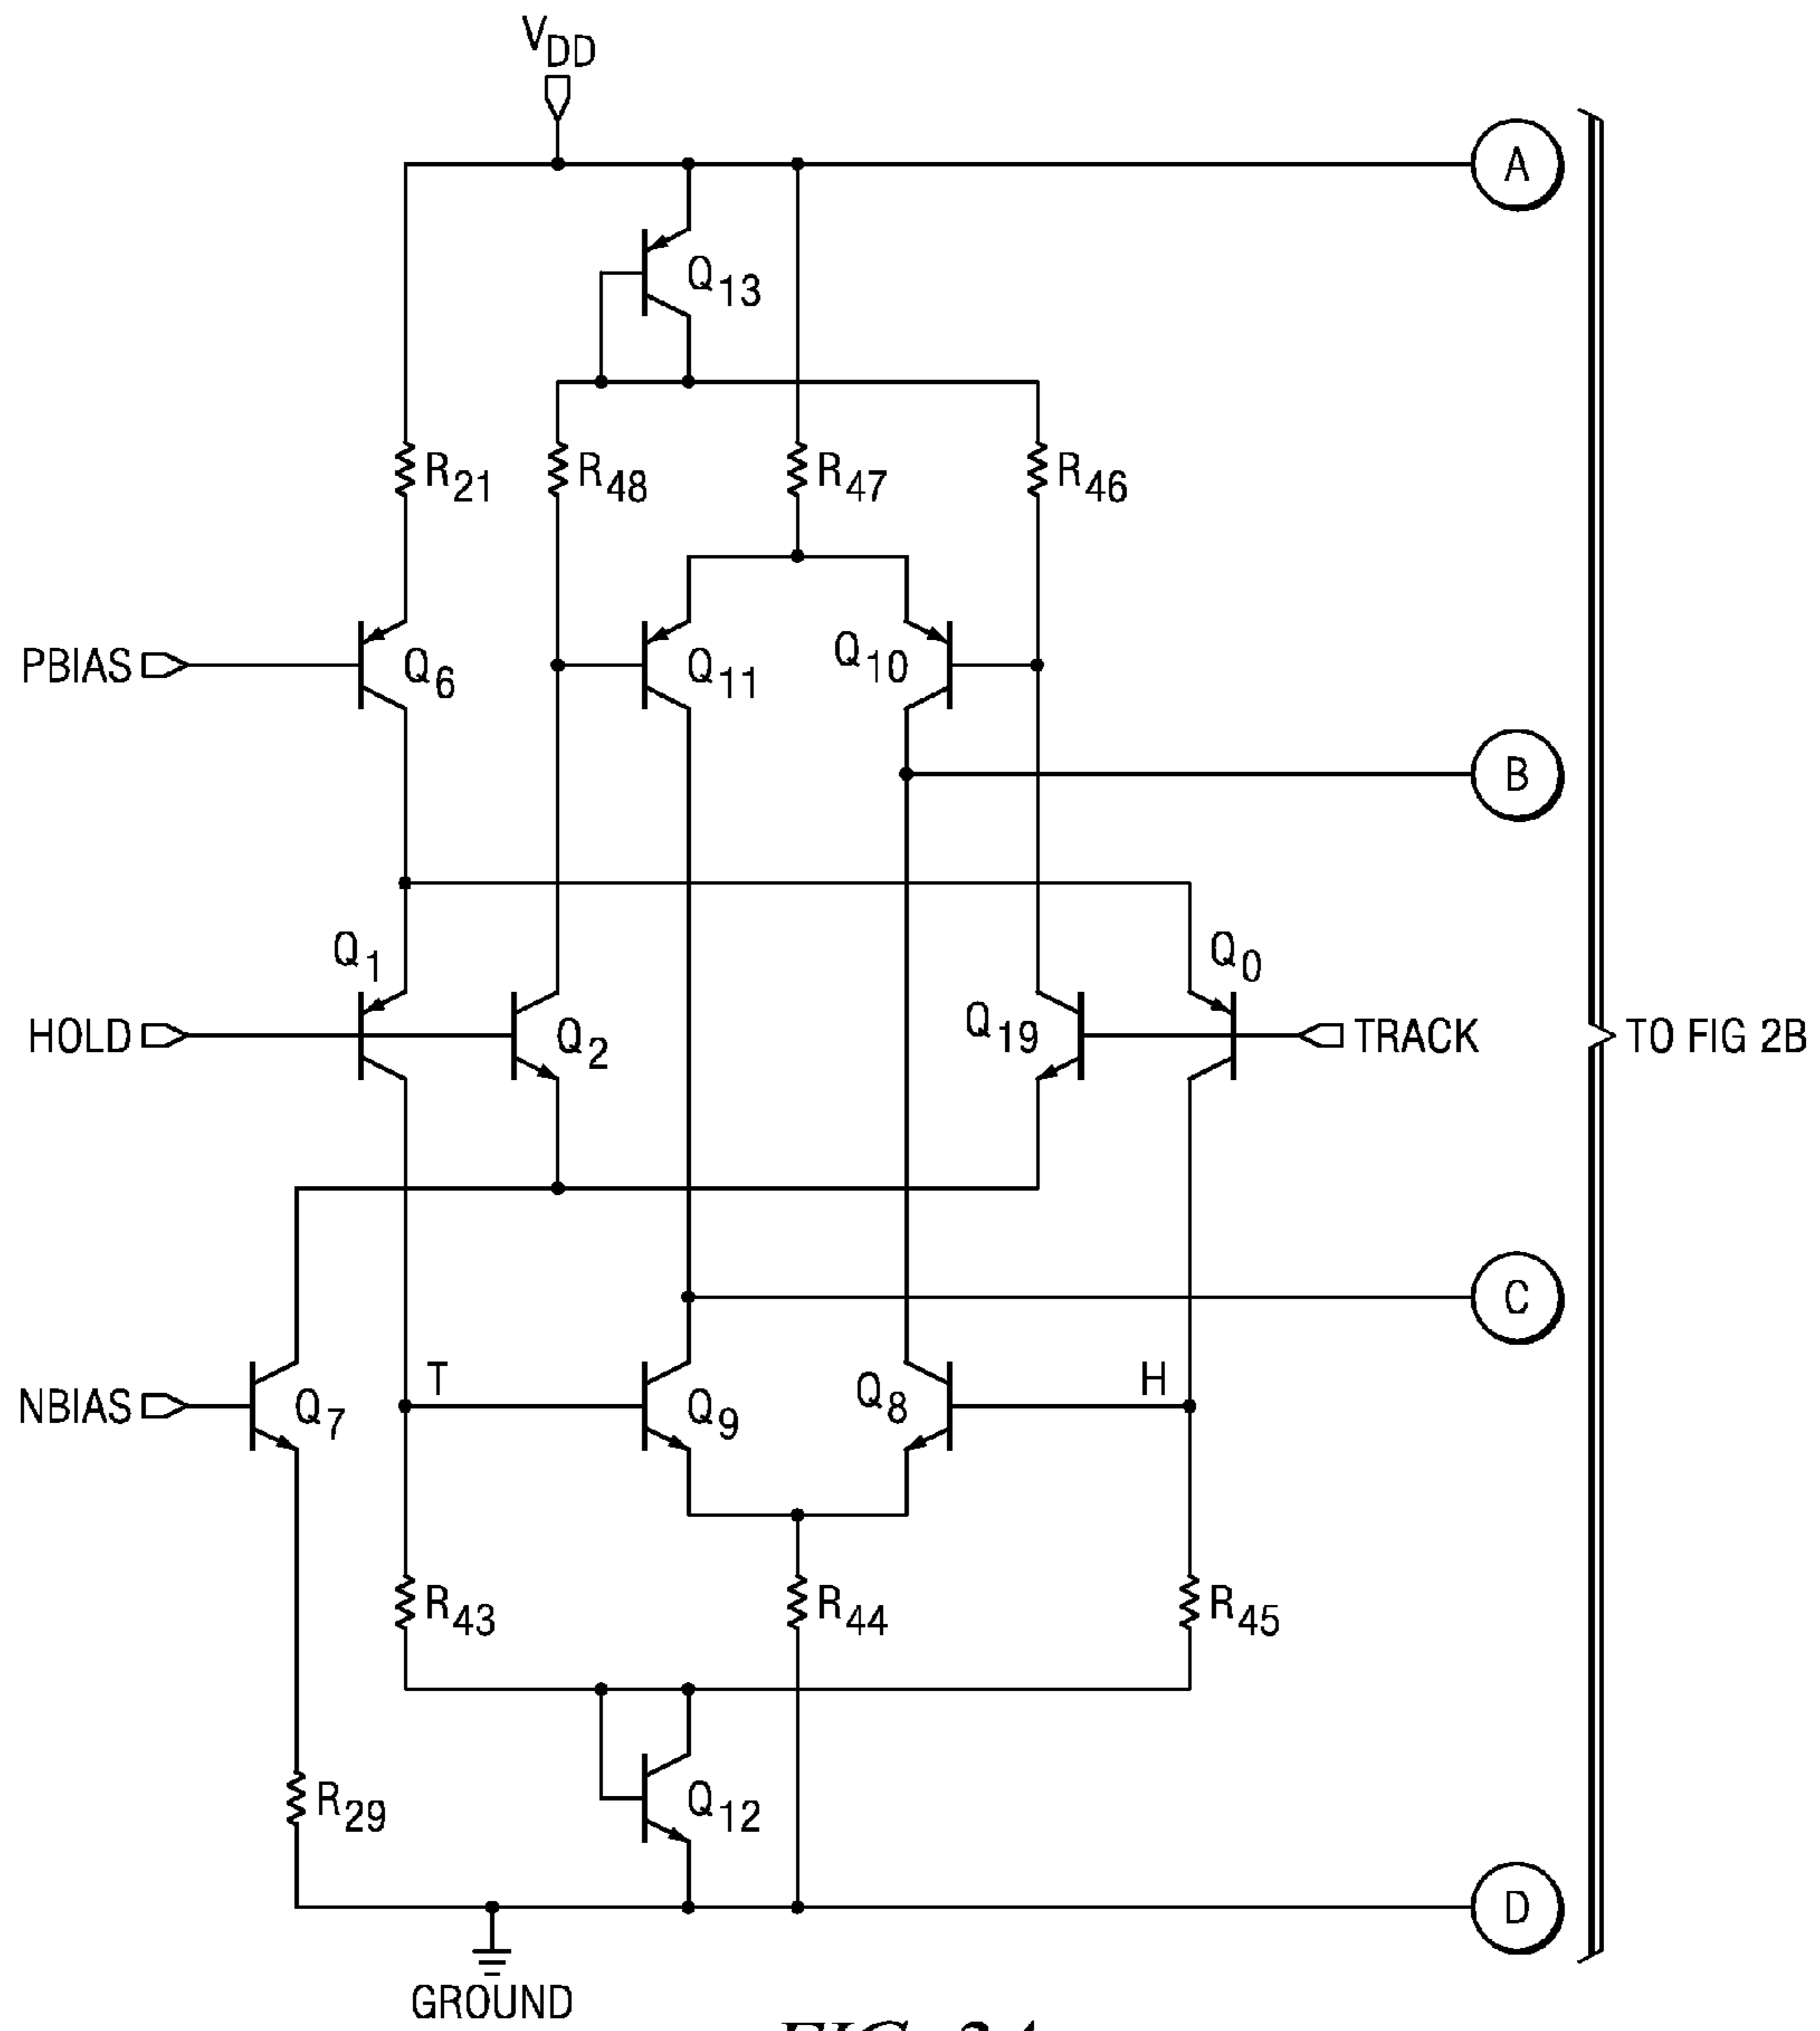 VDD
A
Q13
R21
R48
R47
R46
PBIAS
Q6
Q11
Q10
B
Q1
Q0
HOLD
Q2
Q19
TRACK
TO FIG 2B
C
NBIAS
Q7
T
Q9
Q8
H
R43
R44
R45
R29
Q12
D
GROUND